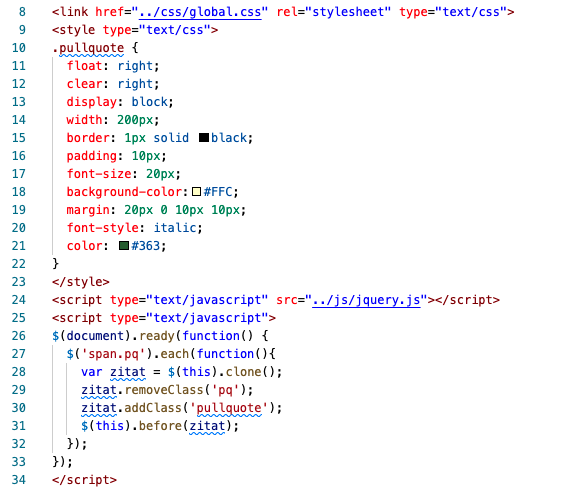 8 <link href="../css/global.css" rel="stylesheet" type="text/css">
9 <style type="text/css">
10 .pullquote {
11 float: right;
12 clear: right;
13 display: block;
14 width: 200px;
15 border: 1px solid black;
16 padding: 10px;
17 font-size: 20px;
18 background-color: #FFC;
19 margin: 20px 0 10px 10px;
20 font-style: italic;
21 color: #363;
22 }
23 </style>
24 <script type="text/javascript" src="../js/jquery.js"></script>
25 <script type="text/javascript">
26 $(document).ready(function() {
27 $('span.pq').each(function(){
28 var zitat = $(this).clone();
29 zitat.removeClass('pq');
30 zitat.addClass('pullquote');
31 $(this).before(zitat);
32 });
33 });
34 </script>